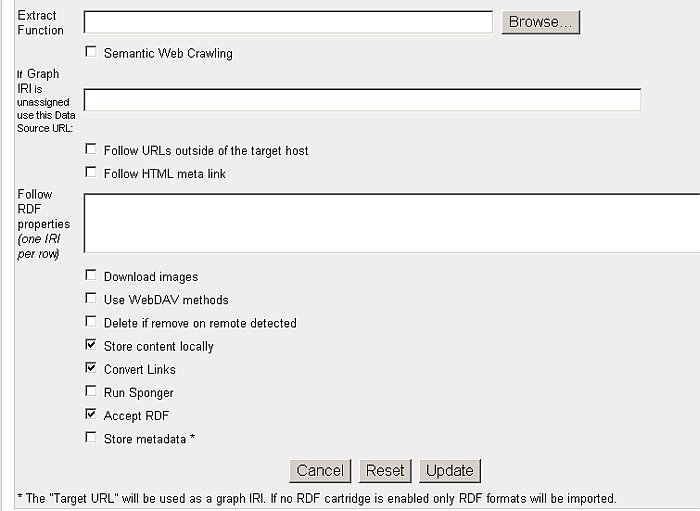 Extract
Function
Browse...
Semantic Web Crawling
If Graph
IRI is
unassigned
use this Data
Source URL:
Follow URLs outside of the target host
Follow HTML meta link
Follow
RDF
properties
(one IRI
per row)
Download images
Use WebDAV methods
Delete if remove on remote detected
Store content locally
Convert Links
Run Sponger
Accept RDF
Store metadata *
Cancel Reset Update
* The "Target URL" will be used as a graph IRI. If no RDF cartridge is enabled only RDF formats will be imported.